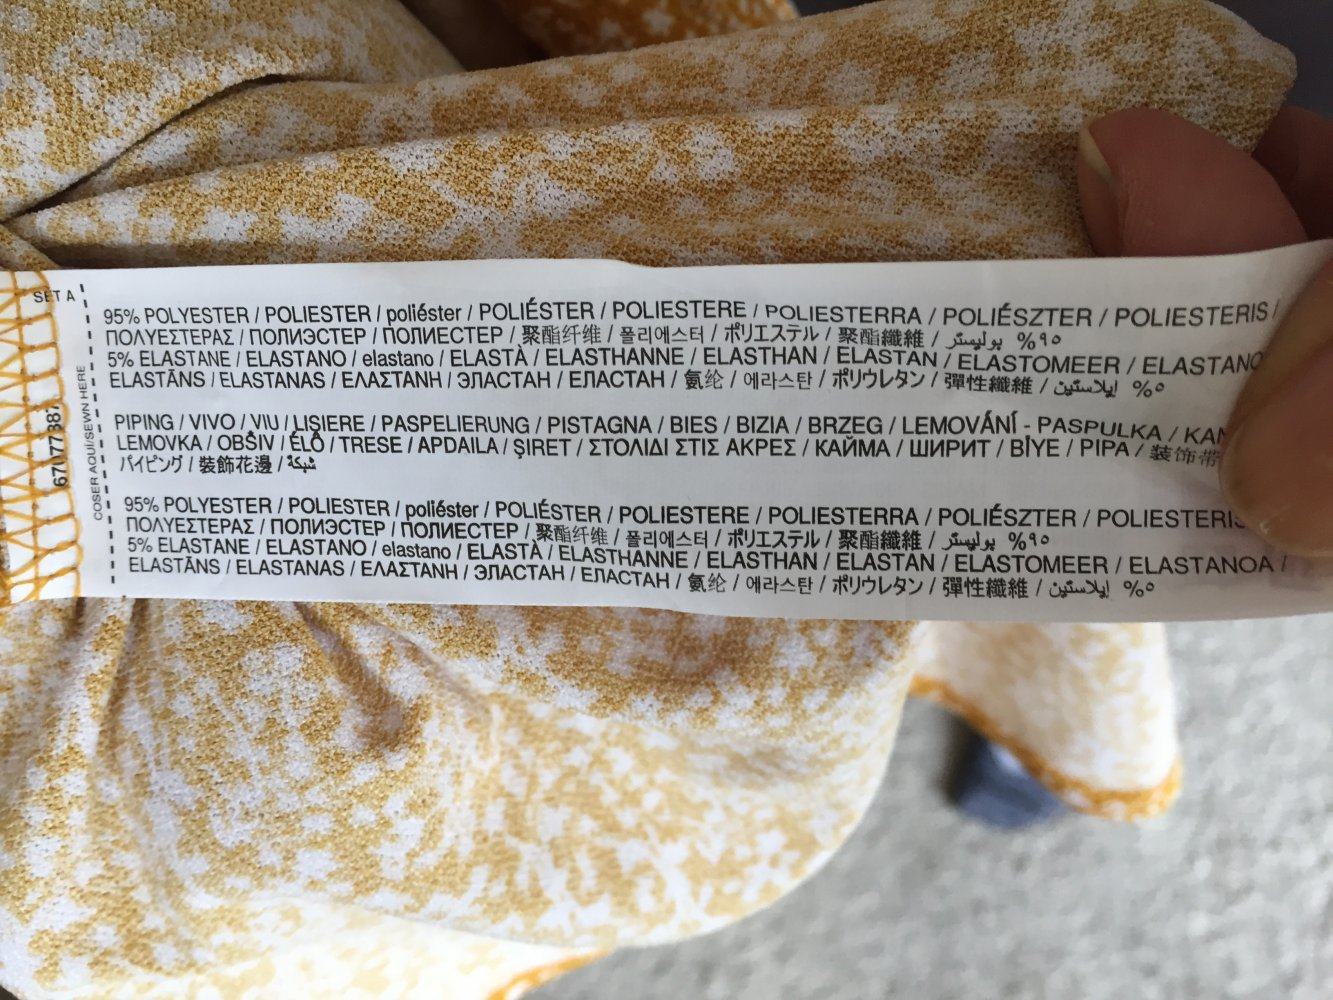 SET A
67077387
COSER AQUÍ/SEWN HERE
95% POLYESTER / POLIESTER / poliéster / POLIÉSTER / POLIESTERE / POLIESTERRA / POLIÉSZTER / POLIESTERIS /
ΠΟΛΥΕΣΤΕΡΑΣ / ПОЛИЭСТЕР / ПОЛИЕСТЕР / 聚酯纤维 / 폴리에스터 / ポリエステル / 聚酯纖維 / بوليستر %٩٥
5% ELASTANE / ELASTANO / elastano / ELASTÀ / ELASTHANNE / ELASTHAN / ELASTAN / ELASTOMEER /
ELASTĀNS / ELASTANAS / ΕΛΑΣΤΑΝΗ / ЭЛАСТАН / ЕЛАСТАН / 氨纶 / 에라스탄 / ポリウレタン / 彈性纖維 / إيلاستين %٥
PIPING / VIVO / VIU / LISIERE / PASPELIERUNG / PISTAGNA / BIES / BIZIA / BRZEG / LEMOVÁNÍ - PASPULKA /
LEMOVKA / OBŠIV / ÉLŐ / TRESE / APDAILA / ŞIRET / ΣΤΟΛΙΔΙ ΣΤΙΣ ΑΚΡΕΣ / КАЙМА / ШИРИТ / BİYE / PIPA / 装饰带
パイピング / 裝飾花邊 / شبكة
95% POLYESTER / POLIESTER / poliéster / POLIÉSTER / POLIESTERE / POLIESTERRA / POLIÉSZTER / POLIESTERIS
ΠΟΛΥΕΣΤΕΡΑΣ / ПОЛИЭСТЕР / ПОЛИЕСТЕР / 聚酯纤维 / 폴리에스터 / ポリエステル / 聚酯纖維 / بوليستر %٩٥
5% ELASTANE / ELASTANO / elastano / ELASTÀ / ELASTHANNE / ELASTHAN / ELASTAN / ELASTOMEER / ELASTANOA /
ELASTĀNS / ELASTANAS / ΕΛΑΣΤΑΝΗ / ЭЛАСТАН / ЕЛАСТАН / 氨纶 / 에라스탄 / ポリウレタン / 彈性纖維 / إيلاستين %٥